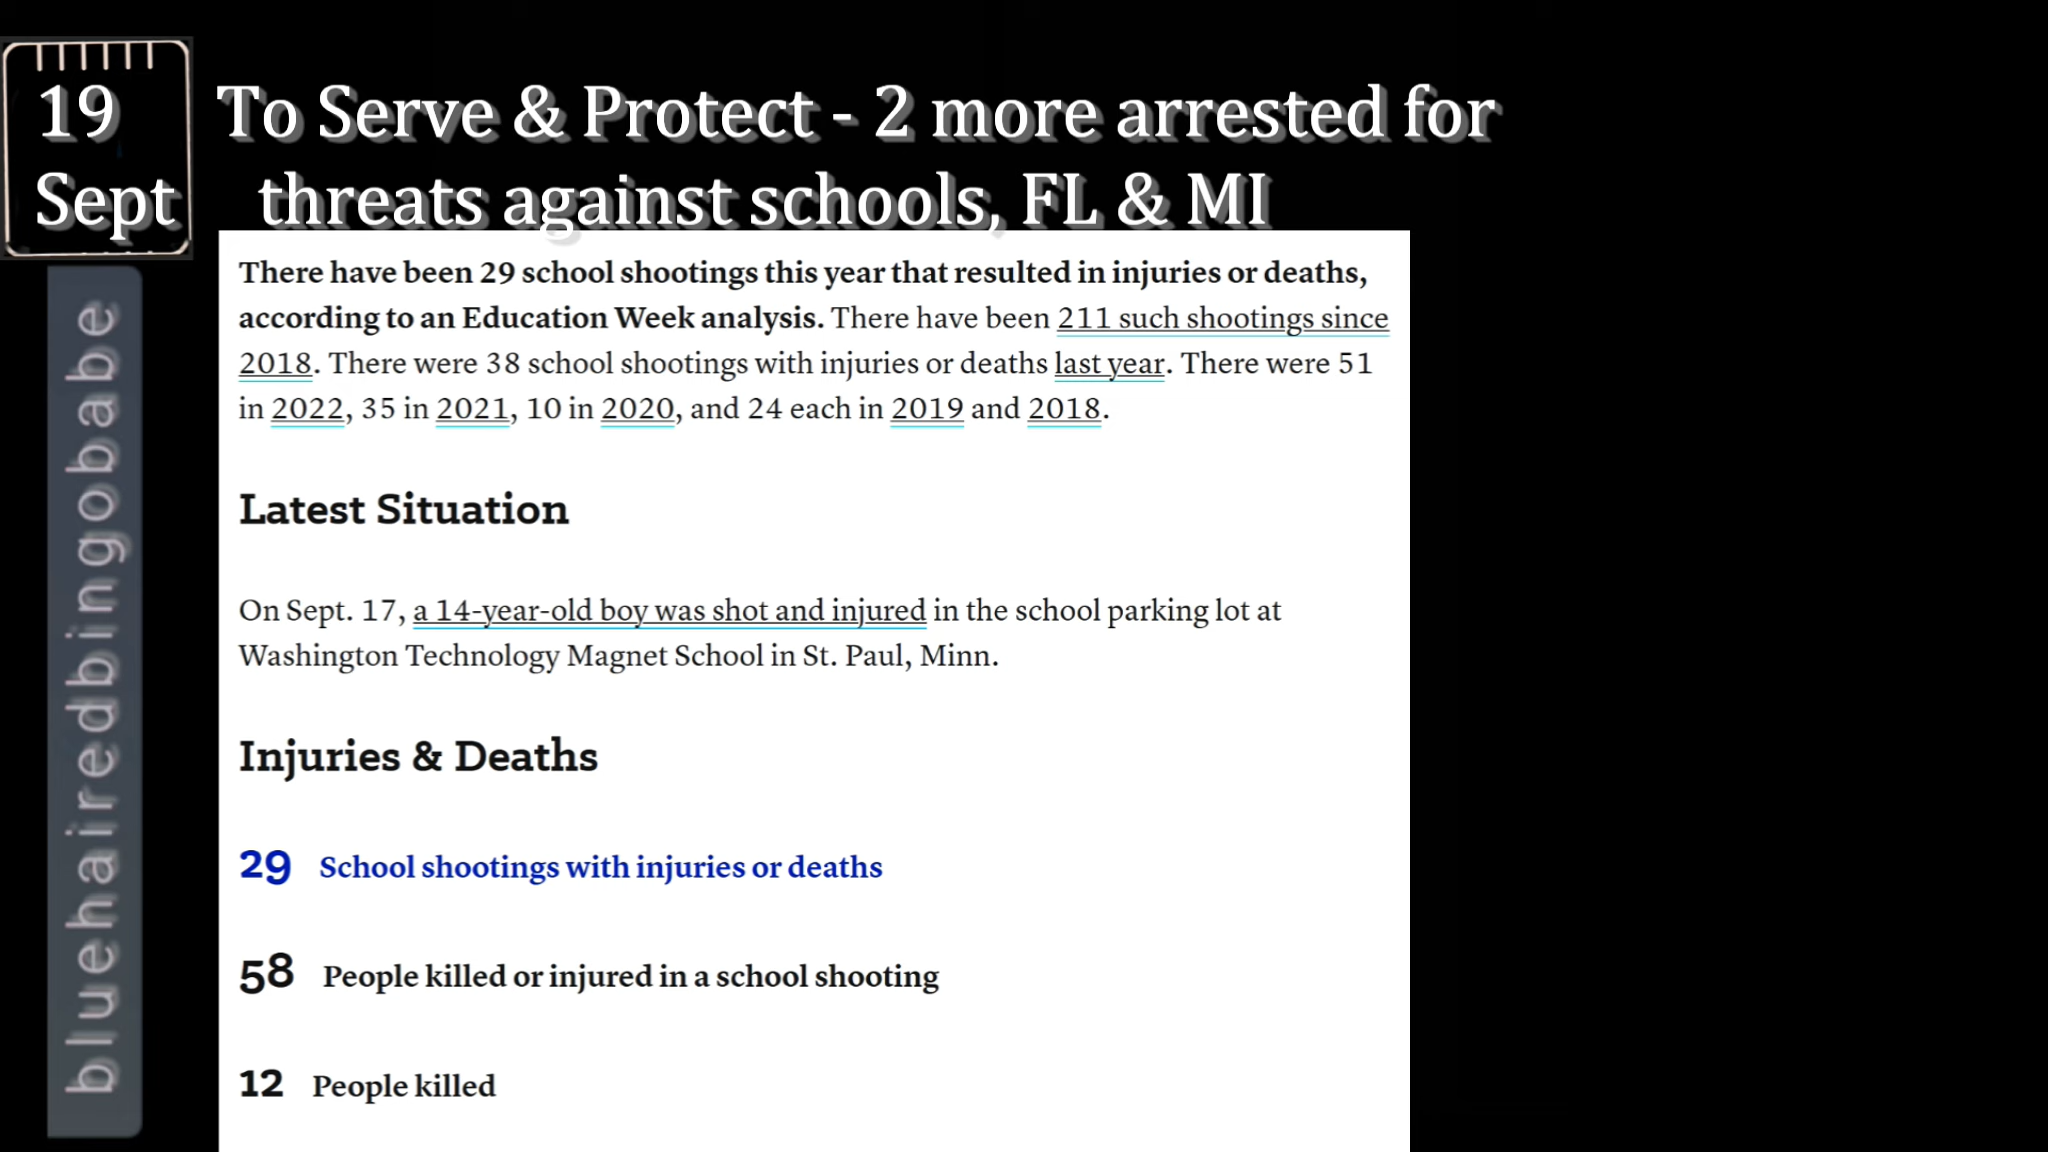 19
Sept
To Serve & Protect - 2 more arrested for
threats against schools, FL & MI
bluehairedbingobabe
There have been 29 school shootings this year that resulted in injuries or deaths,
according to an Education Week analysis. There have been 211 such shootings since
2018. There were 38 school shootings with injuries or deaths last year. There were 51
in 2022, 35 in 2021, 10 in 2020, and 24 each in 2019 and 2018.
Latest Situation
On Sept. 17, a 14-year-old boy was shot and injured in the school parking lot at
Washington Technology Magnet School in St. Paul, Minn.
Injuries & Deaths
29 School shootings with injuries or deaths
58 People killed or injured in a school shooting
12 People killed